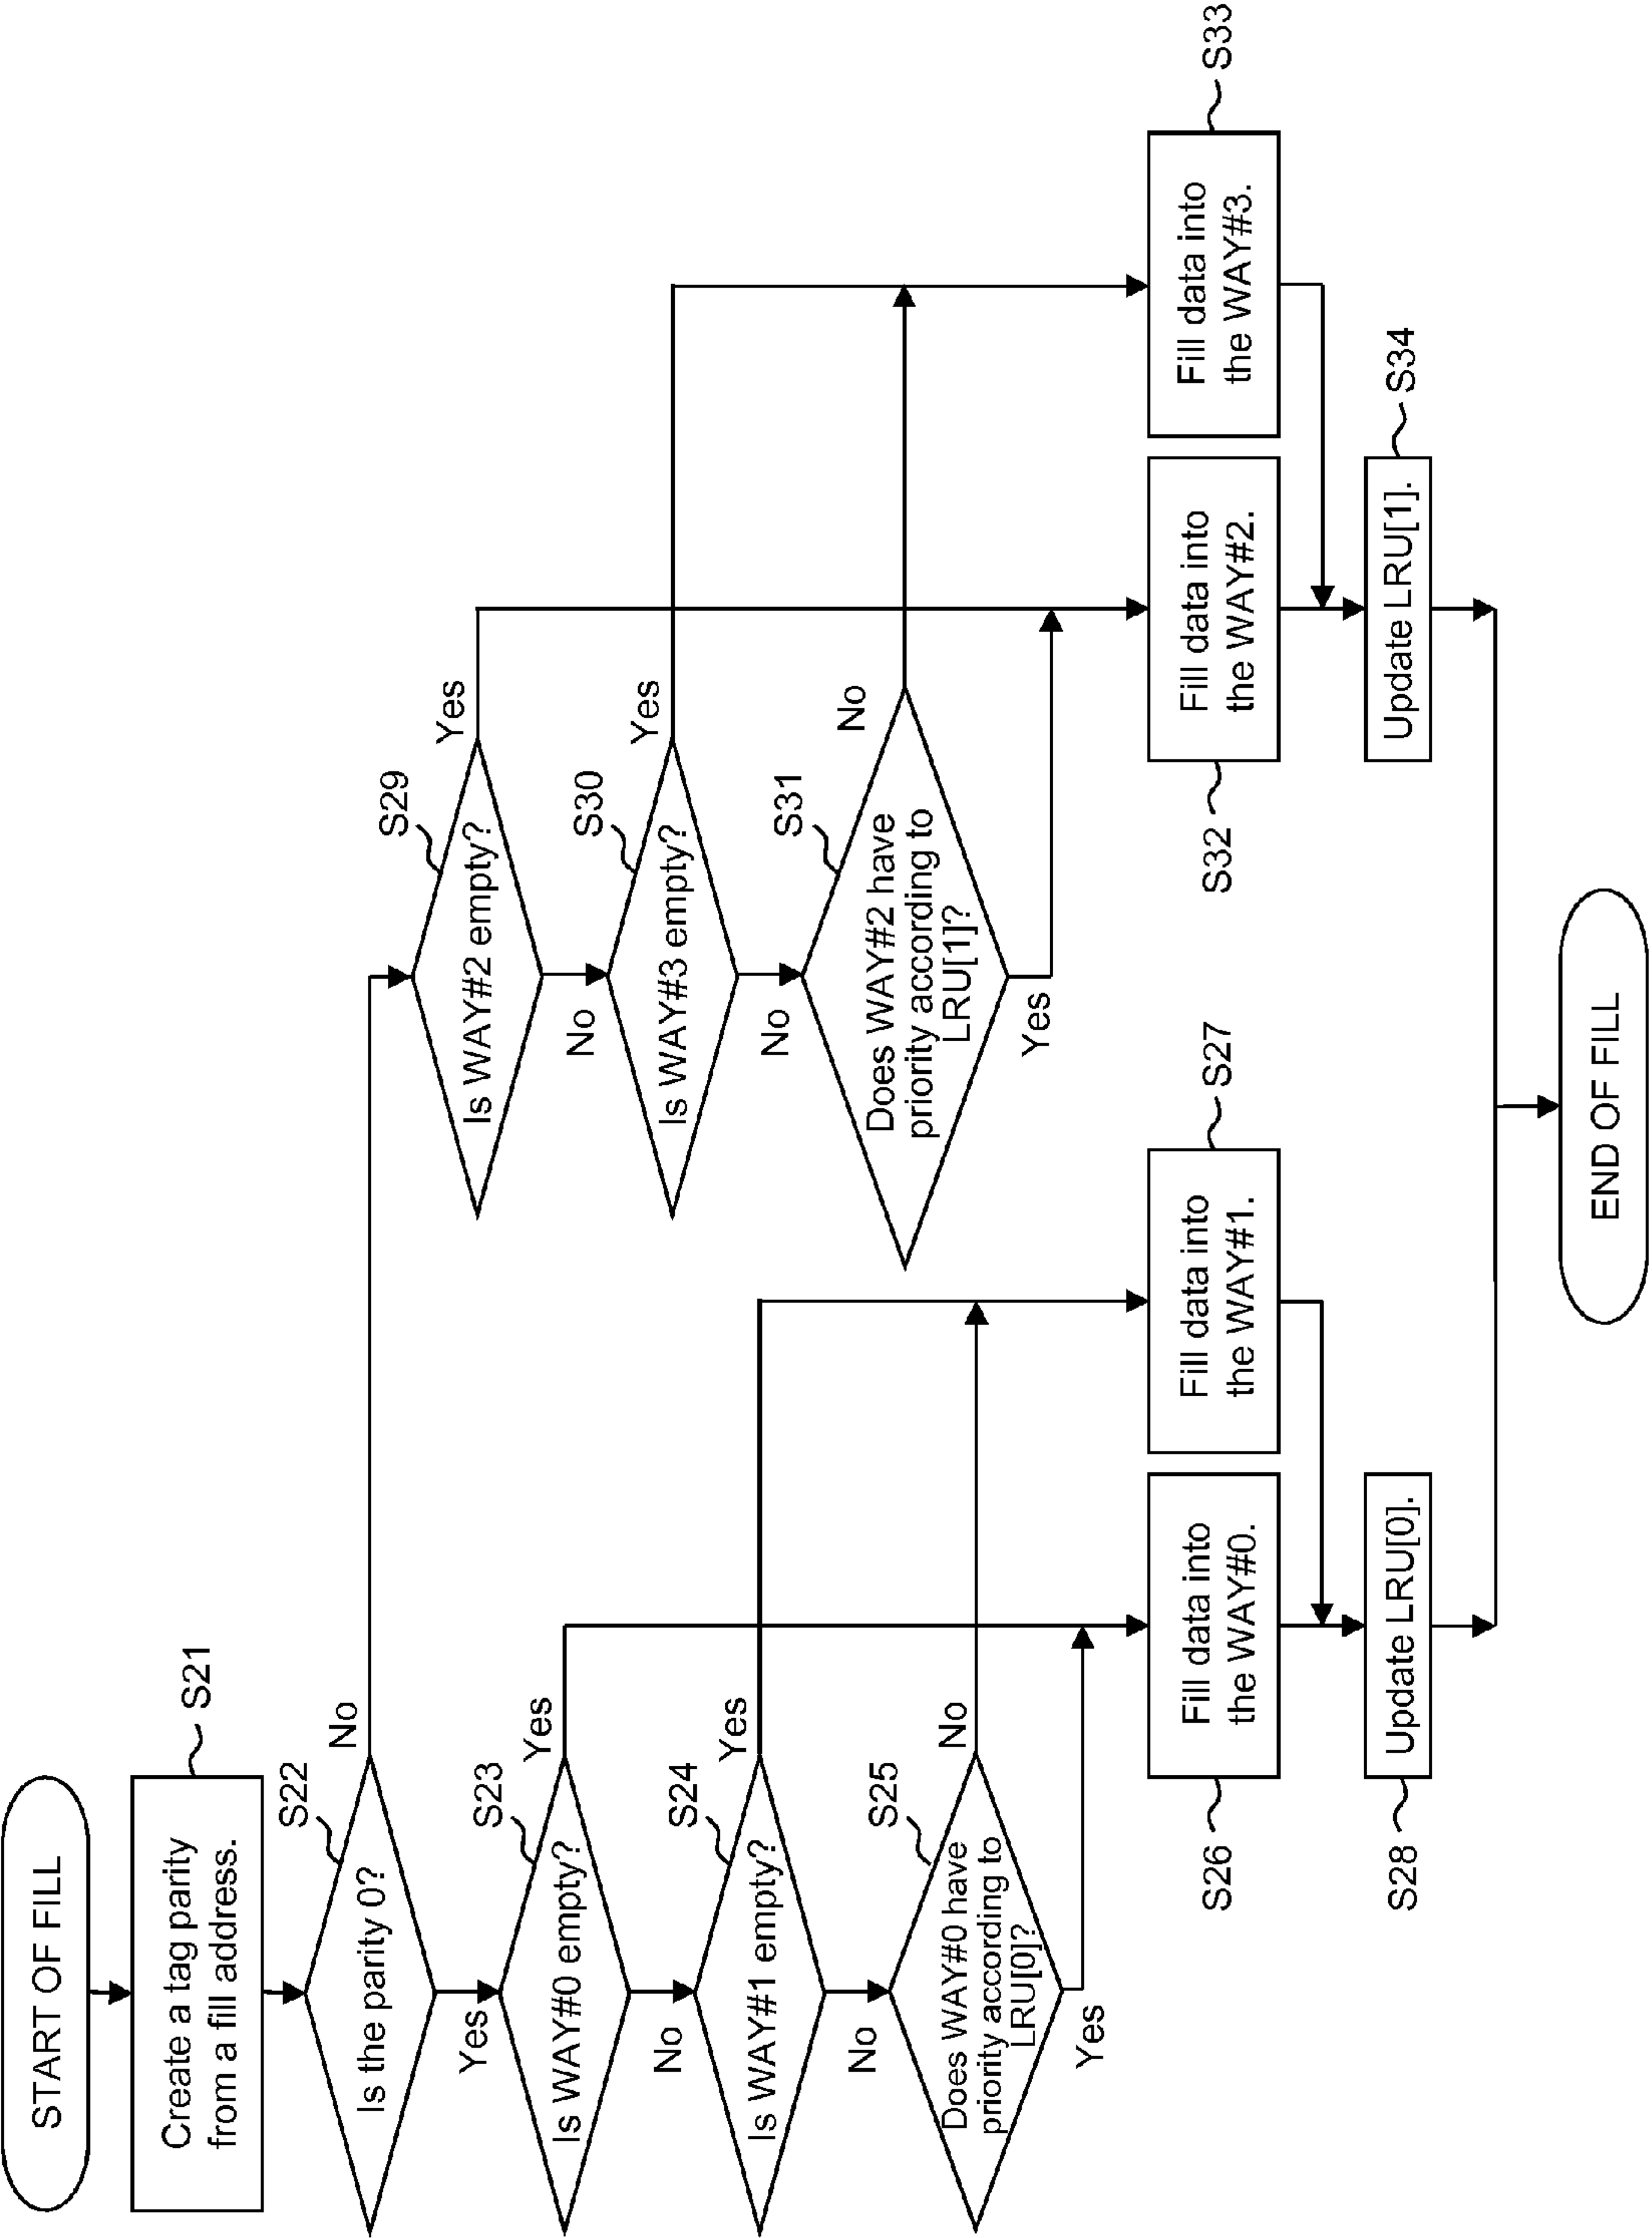 START OF FILL
Create a tag parity
from a fill address.
S21
Is the parity 0?
S22
No
Yes
Is WAY#0 empty?
S23
Yes
No
Is WAY#1 empty?
S24
Yes
No
Does WAY#0 have
priority according to
LRU[0]?
S25
No
Yes
Fill data into
the WAY#0.
S26
Fill data into
the WAY#1.
S27
Update LRU[0].
S28
Is WAY#2 empty?
S29
Yes
No
Is WAY#3 empty?
S30
Yes
No
Does WAY#2 have
priority according to
LRU[1]?
S31
No
Yes
Fill data into
the WAY#2.
S32
Fill data into
the WAY#3.
S33
Update LRU[1].
S34
END OF FILL